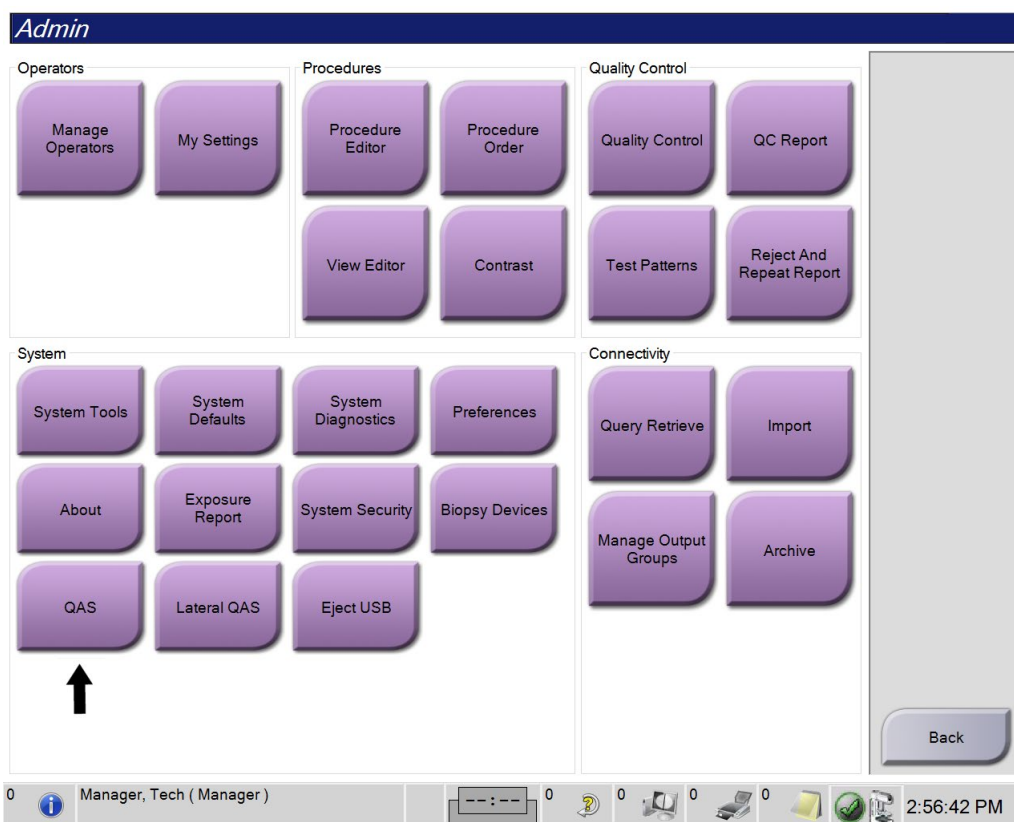 Admin
Operators
Manage
Operators
My Settings
Procedures
Procedure
Editor
Procedure
Order
View Editor
Contrast
Quality Control
Quality Control
QC Report
Test Patterns
Reject And
Repeat Report
System
System Tools
System
Defaults
System
Diagnostics
Preferences
About
Exposure
Report
System Security
Biopsy Devices
QAS
Lateral QAS
Eject USB
Connectivity
Query Retrieve
Import
Manage Output
Groups
Archive
Back
0 Manager, Tech ( Manager ) --:-- 0 0 0 0 2:56:42 PM